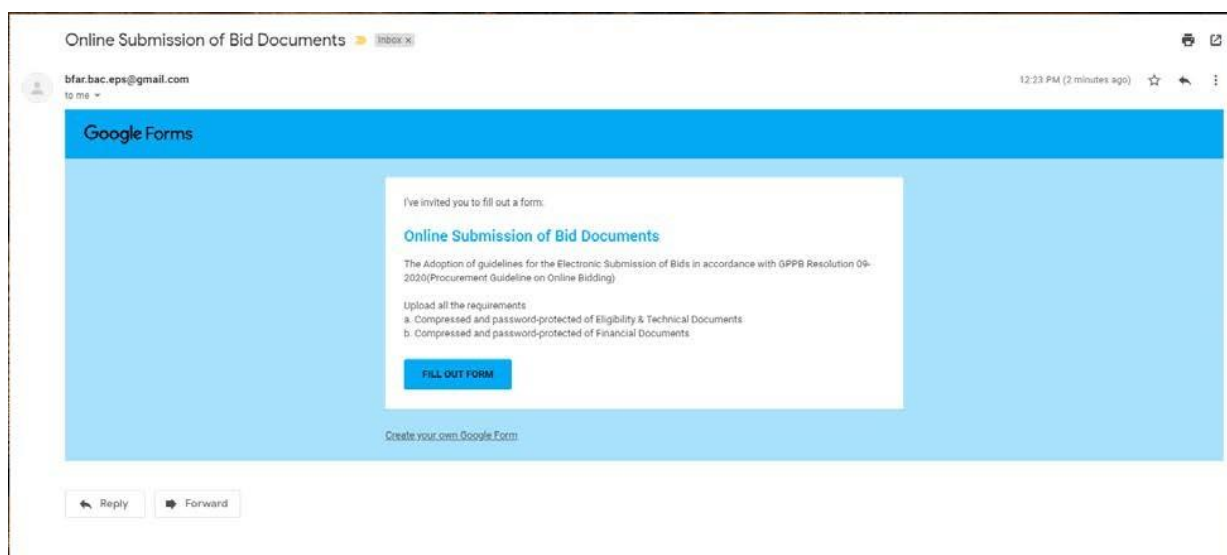 Online Submission of Bid Documents Inbox x
bfar.bac.eps@gmail.com
12:23 PM (2 minutes ago)
to me
Google Forms
I've invited you to fill out a form:
Online Submission of Bid Documents
The Adoption of guidelines for the Electronic Submission of Bids in accordance with GPPB Resolution 09-
2020(Procurement Guideline on Online Bidding)
Upload all the requirements
a. Compressed and password-protected of Eligibility & Technical Documents
b. Compressed and password-protected of Financial Documents
FILL OUT FORM
Create your own Google Form
Reply Forward